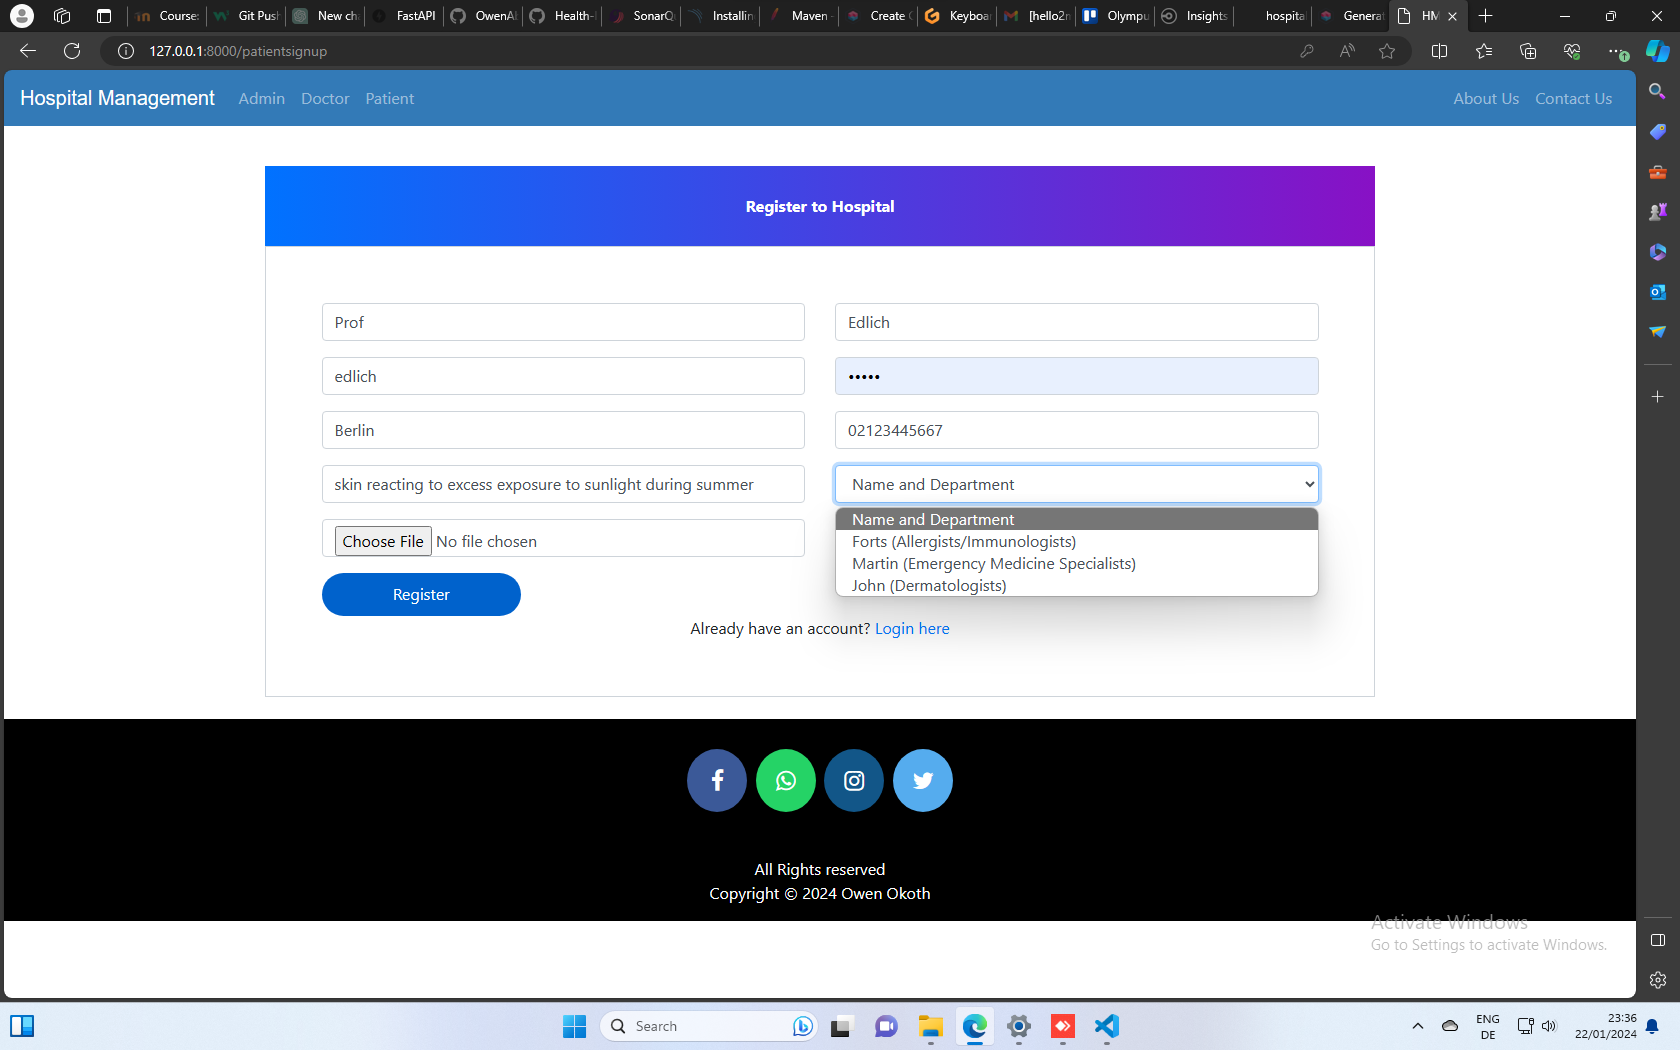 Course:
Git Pus
New ch
FastAPI
OwenA
Health-
SonarQ
Installin
Maven
Create
Keyboa
[hello2
Olympu
Insights
hospital
Genera
HM
127.0.0.1:8000/patientsignup
Hospital Management Admin Doctor Patient About Us Contact Us
Register to Hospital
Prof Edlich
edlich •••••
Berlin 02123445667
skin reacting to excess exposure to sunlight during summer Name and Department
Name and Department
Choose File No file chosen Forts (Allergists/Immunologists)
Martin (Emergency Medicine Specialists)
John (Dermatologists)
Register
Already have an account? Login here
All Rights reserved
Copyright © 2024 Owen Okoth
Activate Windows
Go to Settings to activate Windows.
Search
ENG
DE
23:36
22/01/2024